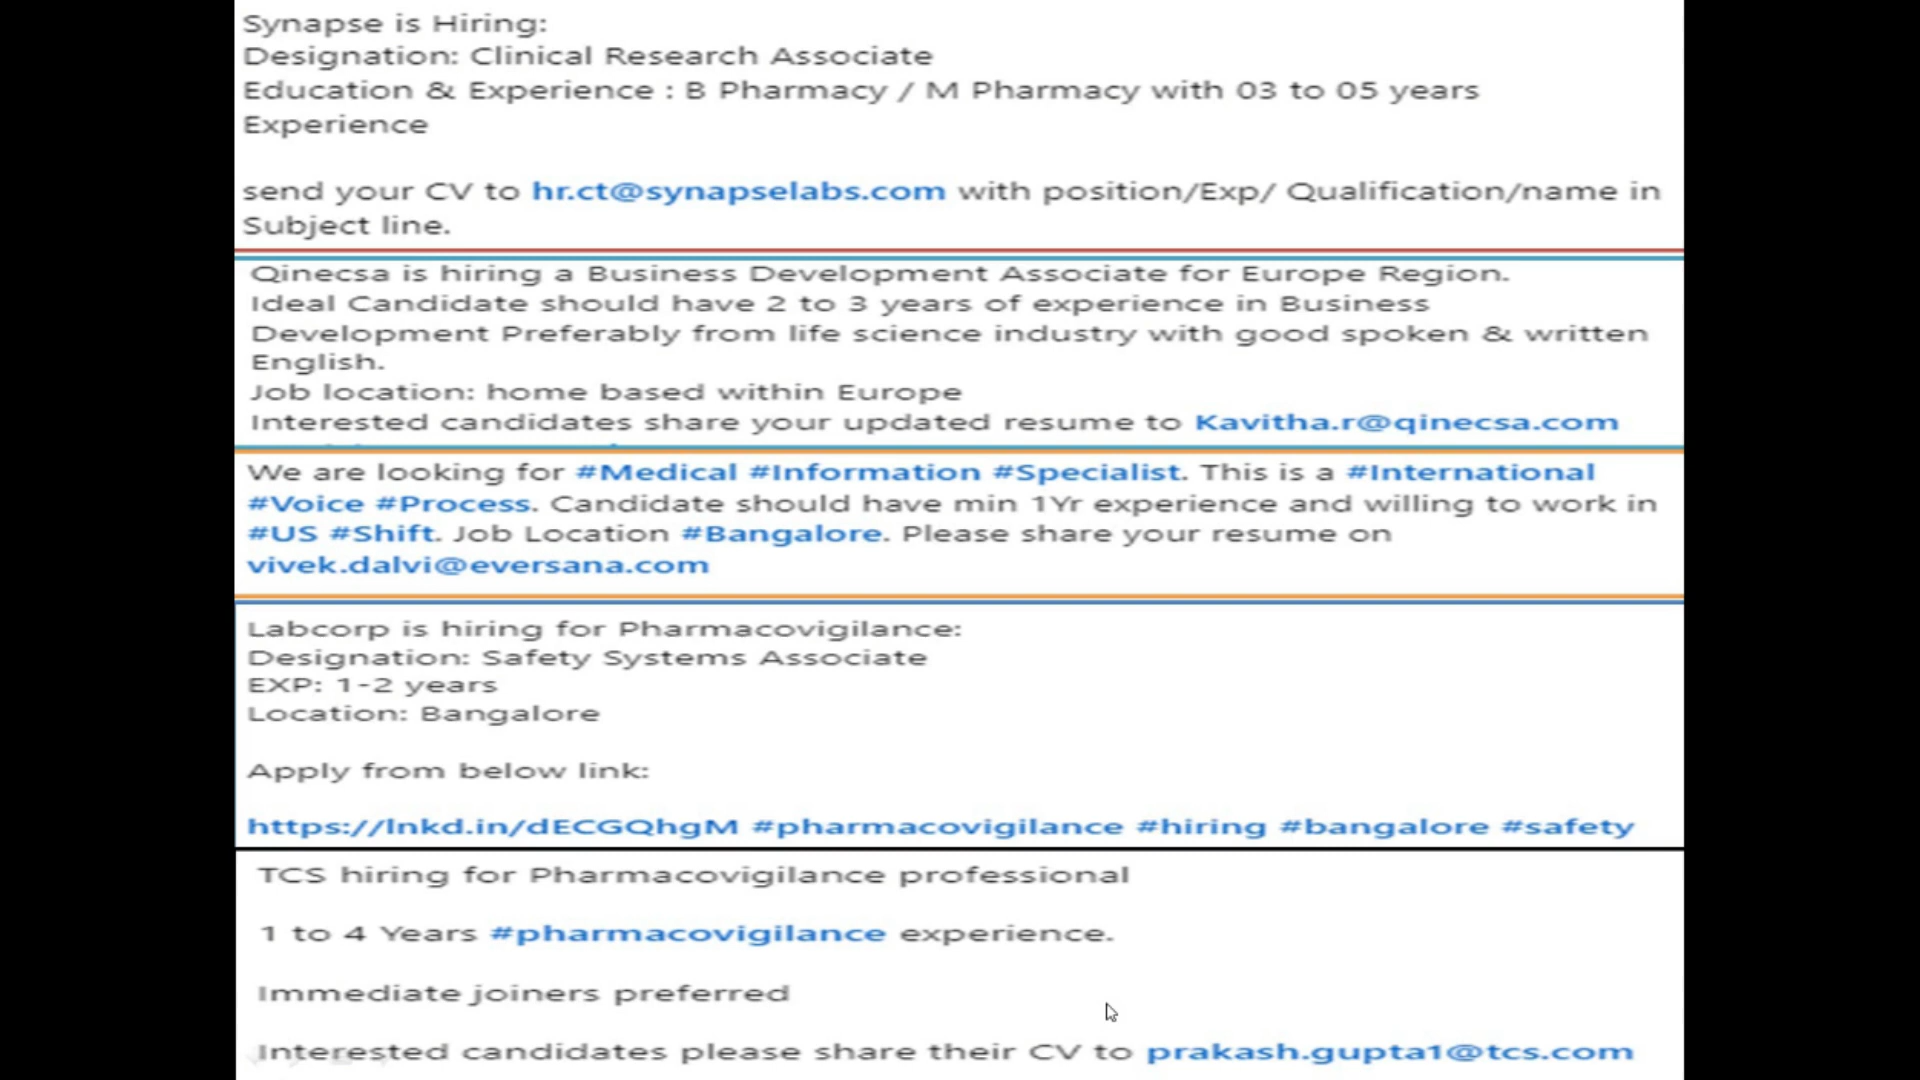 Synapse is Hiring:
Designation: Clinical Research Associate
Education & Experience : B Pharmacy / M Pharmacy with 03 to 05 years
Experience
send your CV to hr.ct@synapselabs.com with position/Exp/ Qualification/name in
Subject line.
Qinecsa is hiring a Business Development Associate for Europe Region.
Ideal Candidate should have 2 to 3 years of experience in Business
Development Preferably from life science industry with good spoken & written
English.
Job location: home based within Europe
Interested candidates share your updated resume to Kavitha.r@qinecsa.com
We are looking for #Medical #Information #Specialist. This is a #International
#Voice #Process. Candidate should have min 1Yr experience and willing to work in
#US #Shift. Job Location #Bangalore. Please share your resume on
vivek.dalvi@eversana.com
Labcorp is hiring for Pharmacovigilance:
Designation: Safety Systems Associate
EXP: 1-2 years
Location: Bangalore
Apply from below link:
https://lnkd.in/dECGQhgM #pharmacovigilance #hiring #bangalore #safety
TCS hiring for Pharmacovigilance professional
1 to 4 Years #pharmacovigilance experience.
Immediate joiners preferred
Interested candidates please share their CV to prakash.gupta1@tcs.com